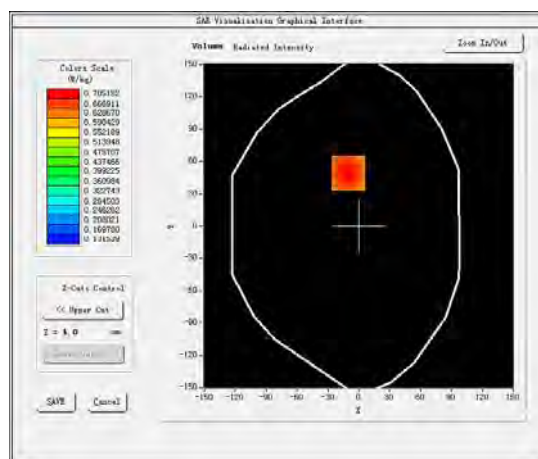 SAR Visualisation Graphical Interface
Volume Radiated Intensity
Zoom In/Out
Colors Scale
(W/kg)
0.705152
0.666911
0.628670
0.590429
0.552189
0.513948
0.475707
0.437466
0.399225
0.360984
0.322743
0.284503
0.246262
0.208021
0.169780
0.131539
150
120
90
60
30
0
-30
-60
-90
-120
-150
Y
-150 -120 -90 -60 -30 0 30 60 90 120 150
X
Z-Cuts Control
<< Upper Cut
Z = 4.0 mm
SAVE Cancel